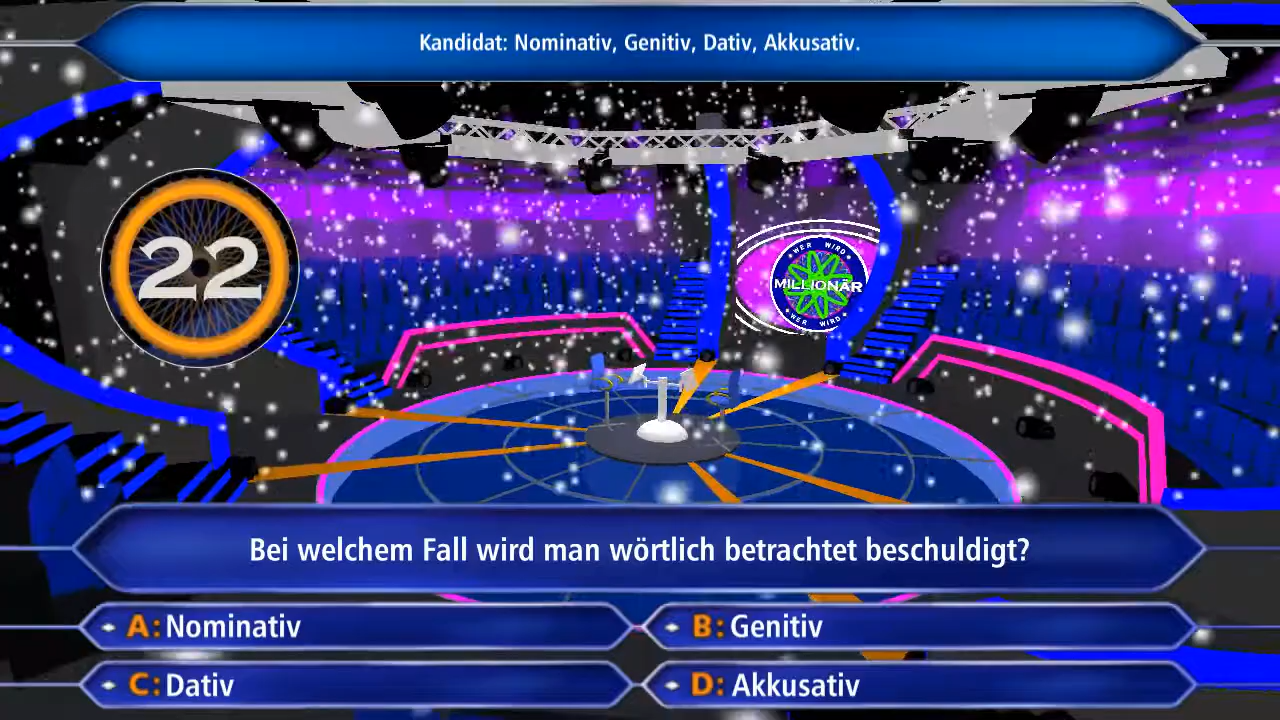 Kandidat: Nominativ, Genitiv, Dativ, Akkusativ.
22
WER WIRD
MILLIONÄR
WER WIRD
Bei welchem Fall wird man wörtlich betrachtet beschuldigt?
A: Nominativ
B: Genitiv
C: Dativ
D: Akkusativ